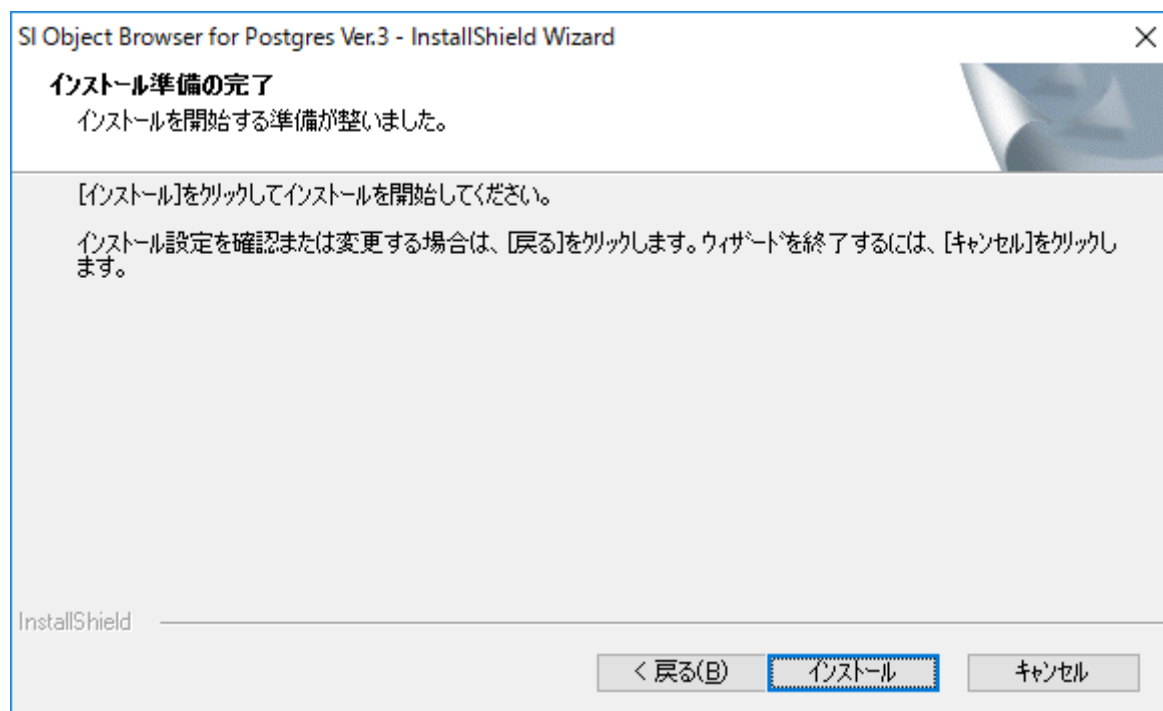 SI Object Browser for Postgres Ver.3 - InstallShield Wizard
インストール準備の完了
インストールを開始する準備が整いました。
[インストール]をクリックしてインストールを開始してください。
インストール設定を確認または変更する場合は、[戻る]をクリックします。ウィザードを終了するには、[キャンセル]をクリックし
ます。
InstallShield
< 戻る(B)
インストール
キャンセル